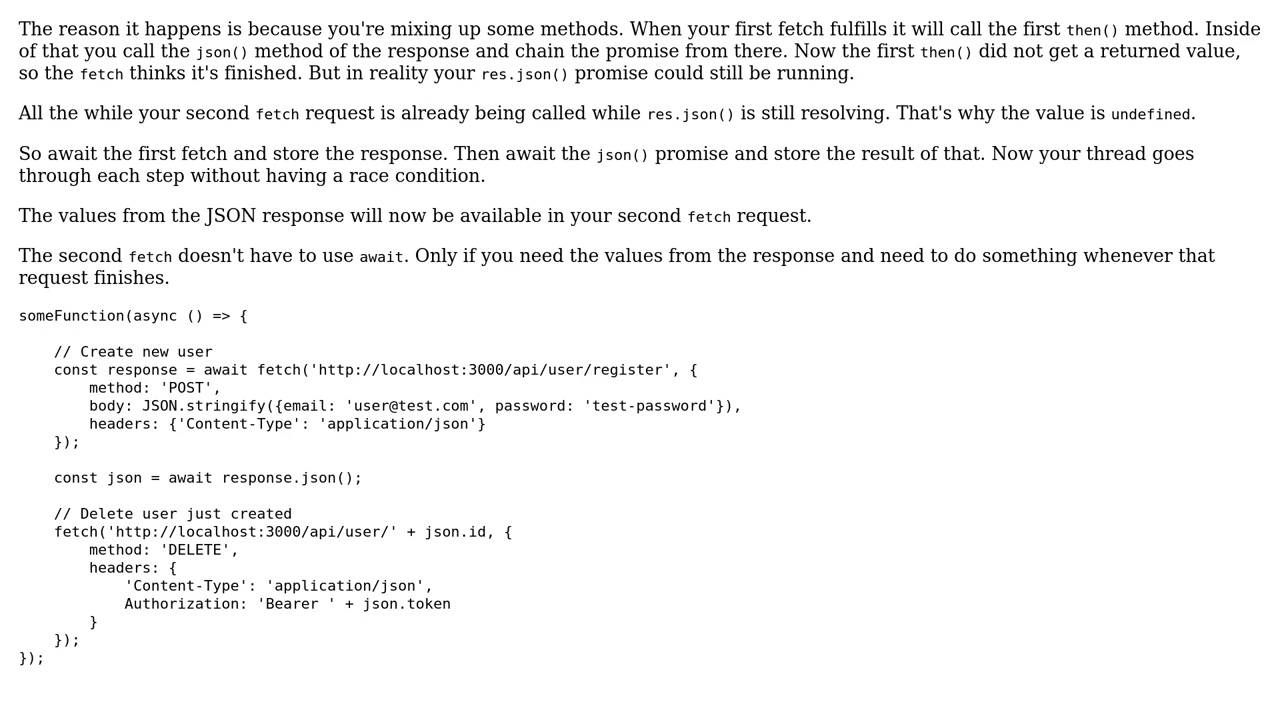 The reason it happens is because you're mixing up some methods. When your first fetch fulfills it will call the first then() method. Inside
of that you call the json() method of the response and chain the promise from there. Now the first then() did not get a returned value,
so the fetch thinks it's finished. But in reality your res.json() promise could still be running.
All the while your second fetch request is already being called while res.json() is still resolving. That's why the value is undefined.
So await the first fetch and store the response. Then await the json() promise and store the result of that. Now your thread goes
through each step without having a race condition.
The values from the JSON response will now be available in your second fetch request.
The second fetch doesn't have to use await. Only if you need the values from the response and need to do something whenever that
request finishes.
someFunction(async () => {
    // Create new user
    const response = await fetch('http://localhost:3000/api/user/register', {
        method: 'POST',
        body: JSON.stringify({email: 'user@test.com', password: 'test-password'}),
        headers: {'Content-Type': 'application/json'}
    });
    const json = await response.json();
    // Delete user just created
    fetch('http://localhost:3000/api/user/' + json.id, {
        method: 'DELETE',
        headers: {
            'Content-Type': 'application/json',
            Authorization: 'Bearer ' + json.token
        }
    });
});